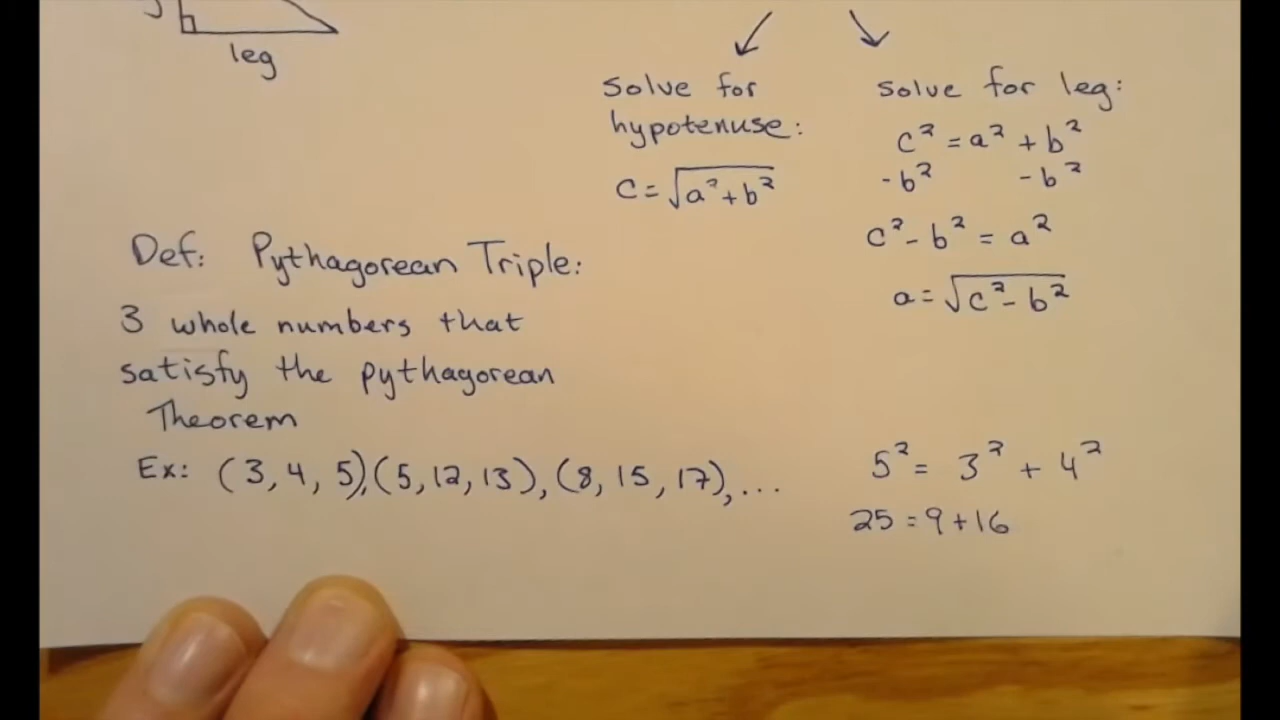 leg
Solve for
hypotenuse:
c = √a² + b²
Solve for leg:
c² = a² + b²
- b² - b²
c² - b² = a²
a = √c² - b²
Def: Pythagorean Triple:
3 whole numbers that
satisfy the pythagorean
Theorem
Ex: (3, 4, 5), (5, 12, 13), (8, 15, 17), ...
5² = 3² + 4²
25 = 9 + 16